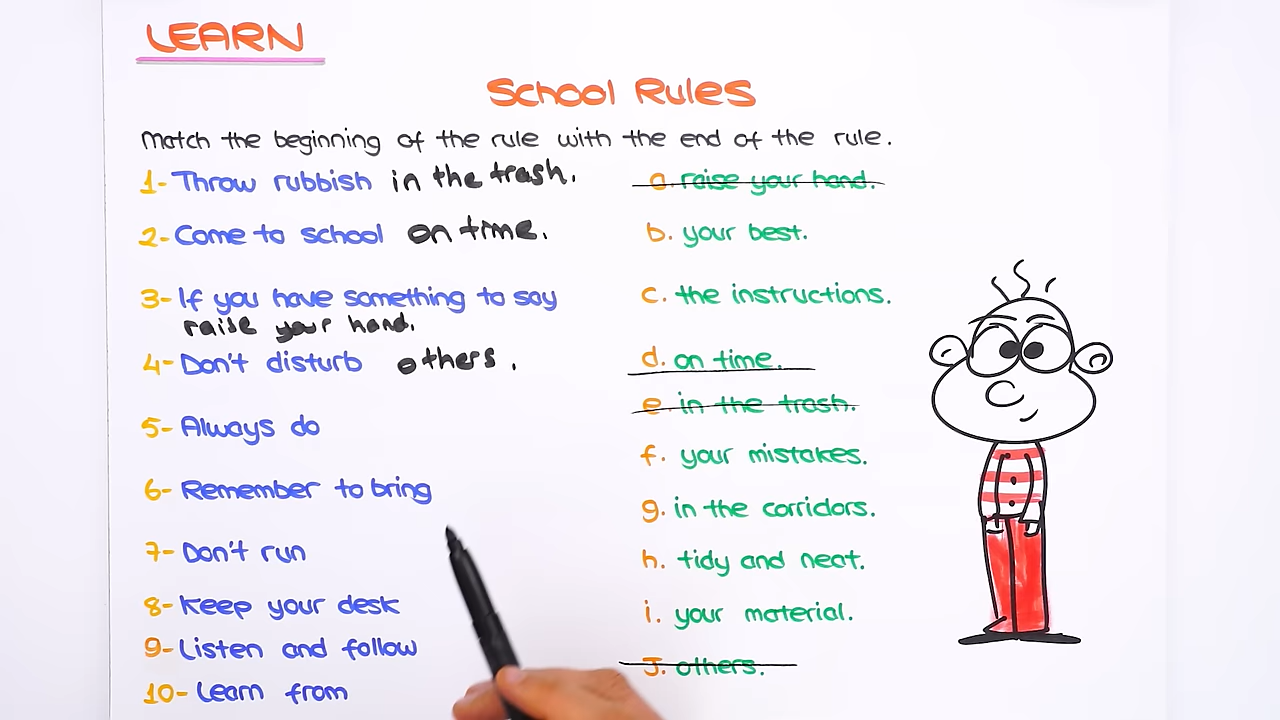 LEARN
School Rules
Match the beginning of the rule with the end of the rule.
1- Throw rubbish in the trash.
a. raise your hand.
2- Come to school on time.
b. your best.
3- If you have something to say
raise your hand.
c. the instructions.
4- Don't disturb others.
d. on time.
e. in the trash.
5- Always do
f. your mistakes.
6- Remember to bring
g. in the corridors.
7- Don't run
h. tidy and neat.
8- Keep your desk
i. your material.
9- Listen and follow
J. others.
10- Learn from